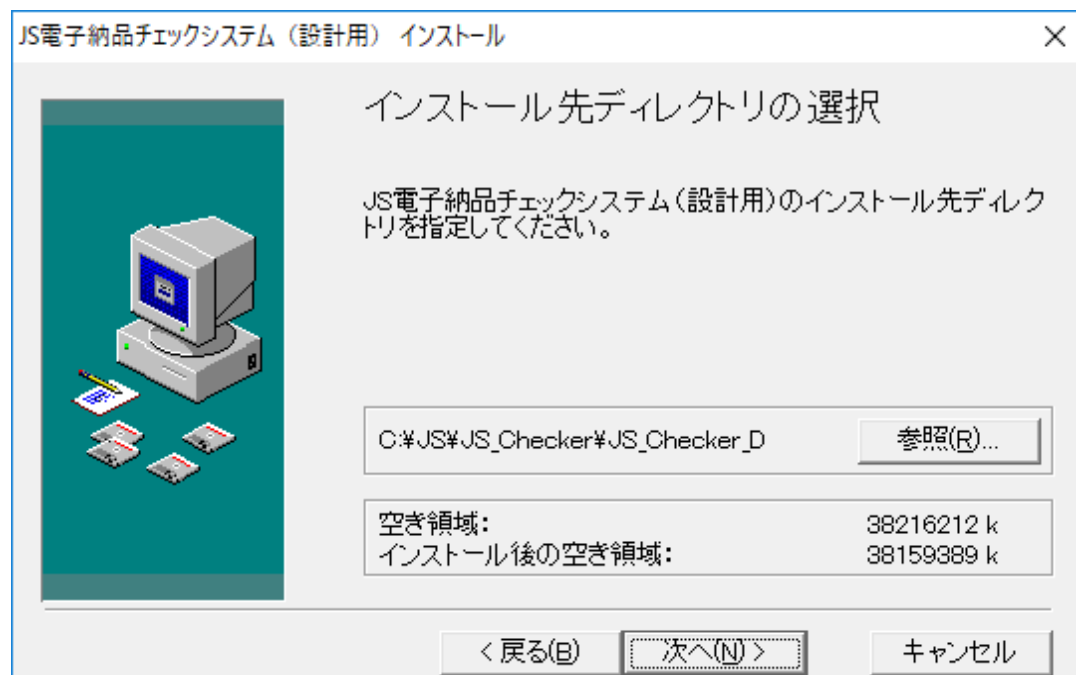 JS電子納品チェックシステム（設計用） インストール
インストール先ディレクトリの選択
JS電子納品チェックシステム(設計用)のインストール先ディレク
トリを指定してください。
C:¥JS¥JS_Checker¥JS_Checker_D
参照(R)...
空き領域: 38216212 k
インストール後の空き領域: 38159389 k
< 戻る(B) 次へ(N) > キャンセル